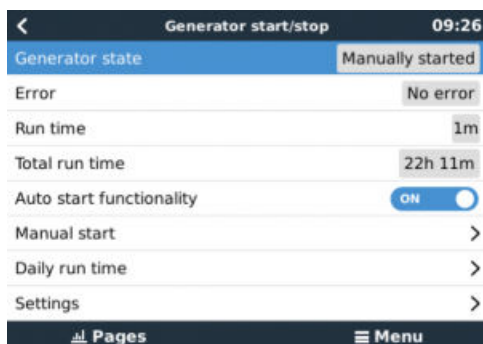 Generator start/stop 09:26
Generator state Manually started
Error No error
Run time 1m
Total run time 22h 11m
Auto start functionality ON
Manual start
Daily run time
Settings
Pages Menu